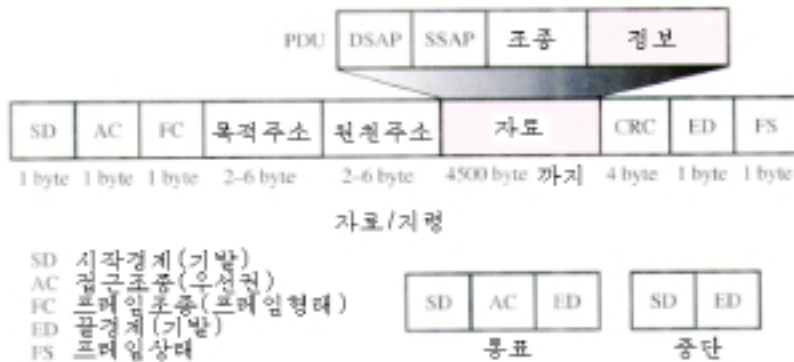 PDU DSAP SSAP 조종 정보
SD AC FC 목적주소 원천주소 자료 CRC ED FS
1 byte 1 byte 1 byte 2-6 byte 2-6 byte 4500 byte 까지 4 byte 1 byte 1 byte
자료/지령
SD 시작경계(기발)
AC 접근조종(우선권)
FC 프레임조종(프레임형태)
ED 끝경계(기발)
FS 프레임상태
SD AC ED
통표
SD ED
중단